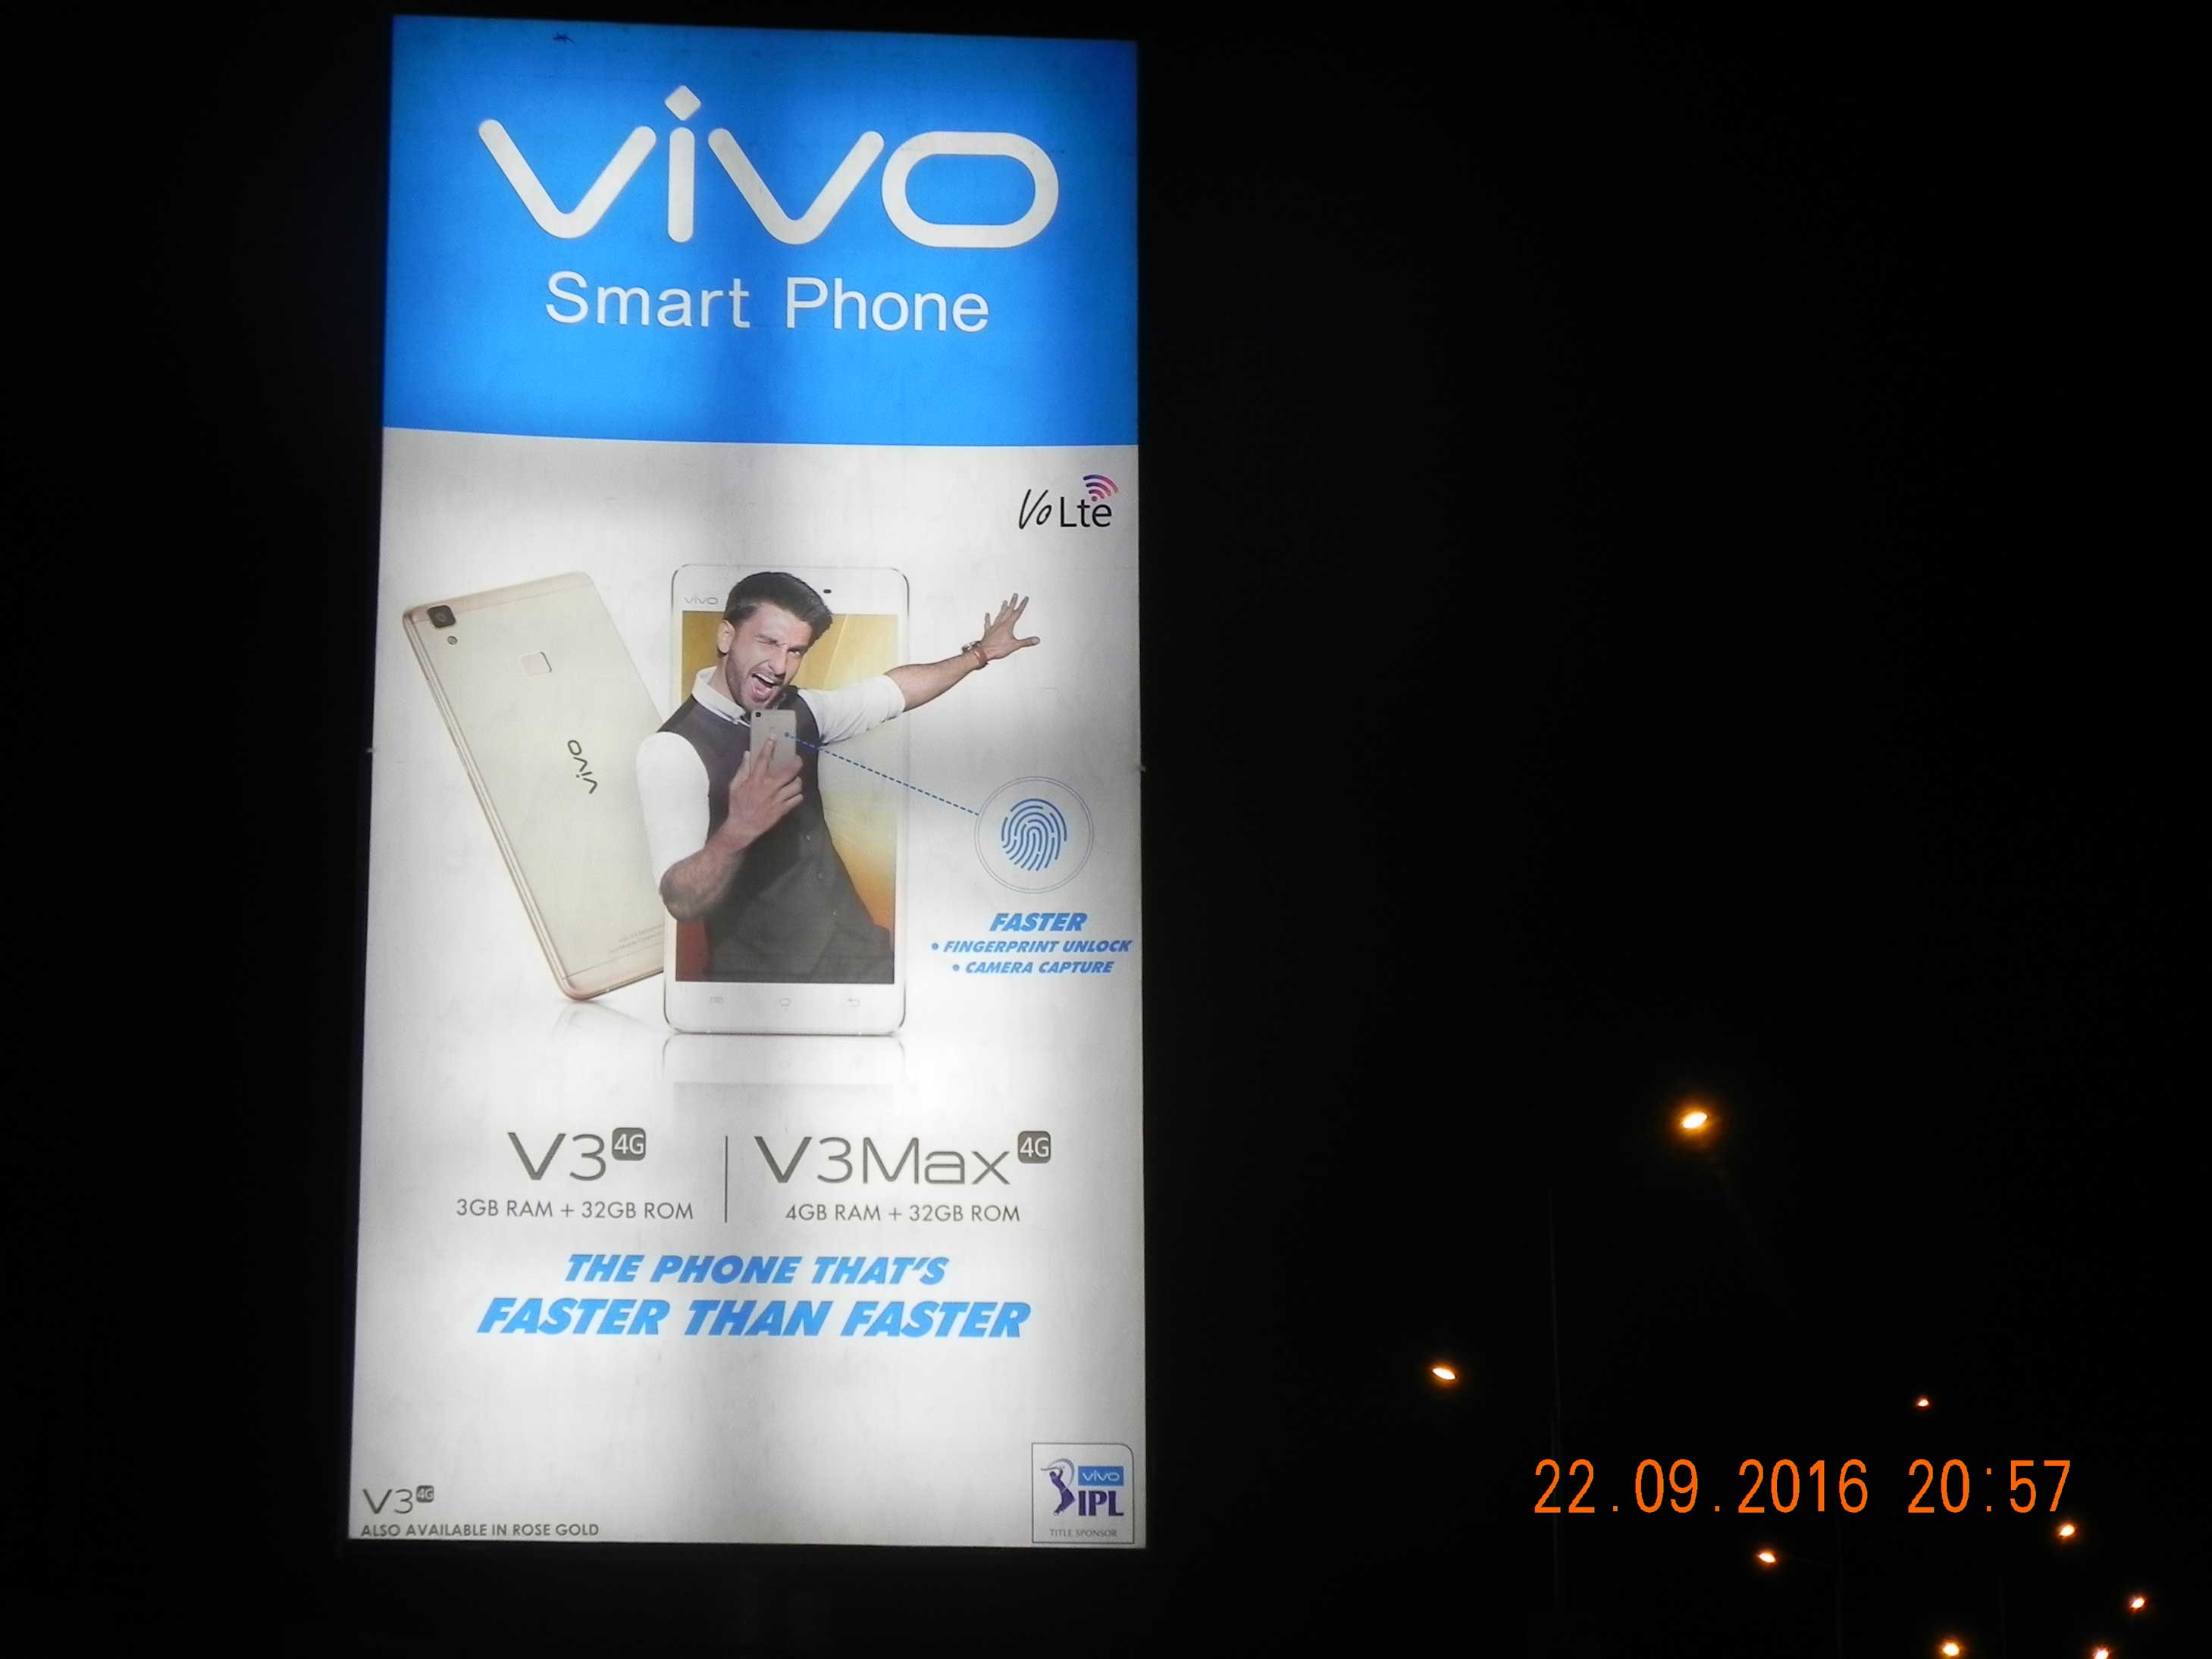 vivo
Smart Phone
VoLte
vivo
vivo
FASTER
• FINGERPRINT UNLOCK
• CAMERA CAPTURE
V3 4G
3GB RAM + 32GB ROM
V3Max 4G
4GB RAM + 32GB ROM
THE PHONE THAT'S
FASTER THAN FASTER
V3 4G
ALSO AVAILABLE IN ROSE GOLD
vivo
IPL
TITLE SPONSOR
22.09.2016 20:57